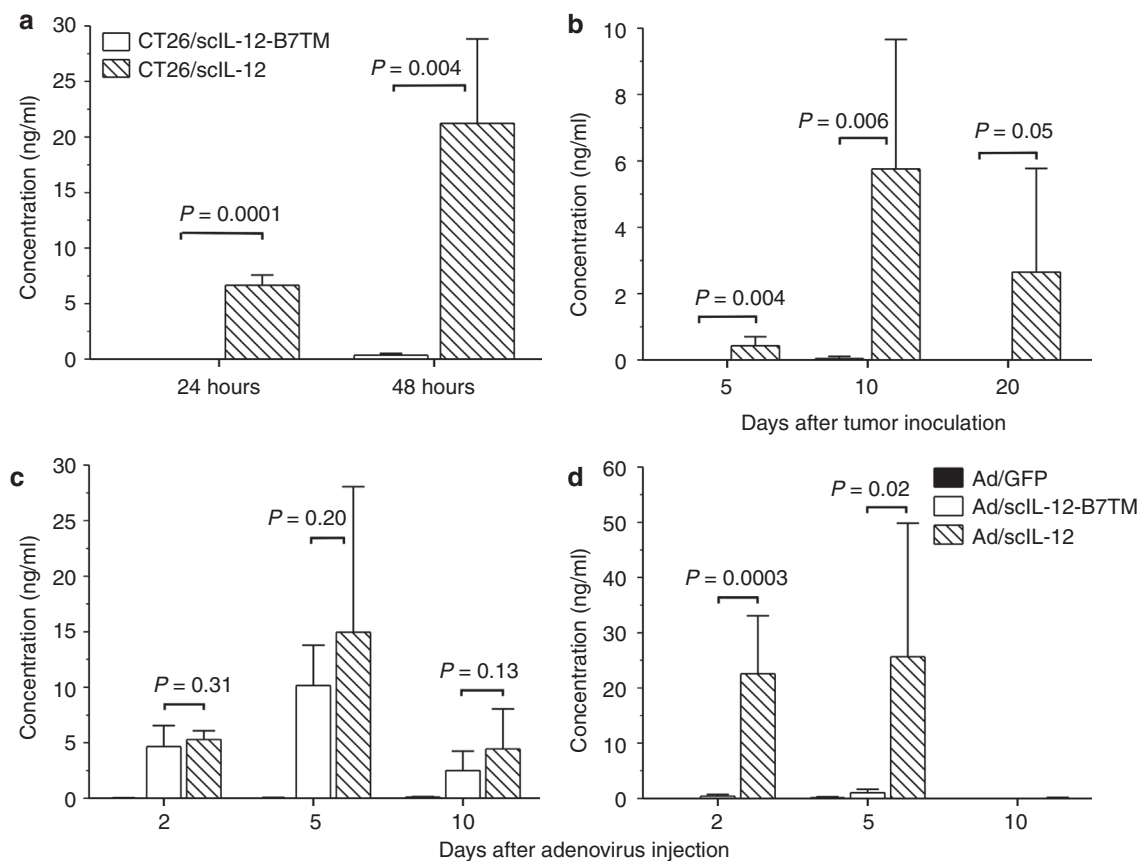 a
30
25
20
15
10
5
0
Concentration (ng/ml)
CT26/scIL-12-B7TM
CT26/scIL-12
P = 0.0001
P = 0.004
24 hours
48 hours
b
10
8
6
4
2
0
Concentration (ng/ml)
P = 0.004
P = 0.006
P = 0.05
5
10
20
Days after tumor inoculation
c
30
25
20
15
10
5
0
Concentration (ng/ml)
P = 0.31
P = 0.20
P = 0.13
2
5
10
d
60
50
40
30
20
10
0
Concentration (ng/ml)
P = 0.0003
P = 0.02
Ad/GFP
Ad/scIL-12-B7TM
Ad/scIL-12
2
5
10
Days after adenovirus injection